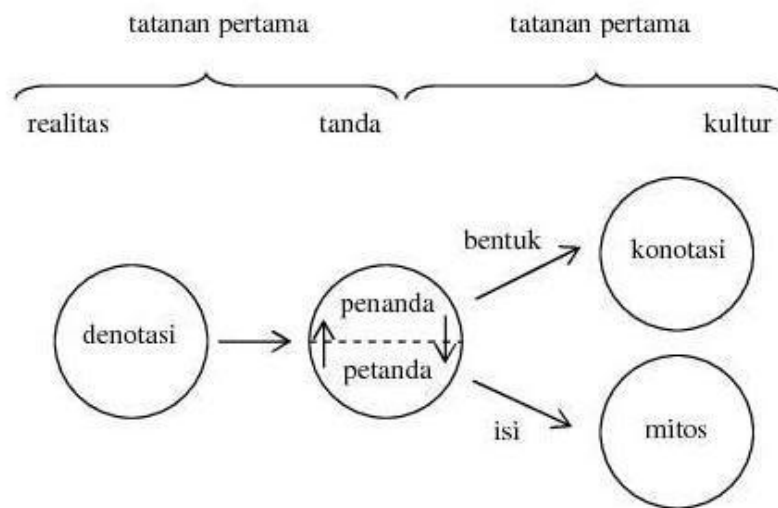 tatanan pertama tatanan pertama
realitas tanda kultur
bentuk
konotasi
denotasi
penanda
petanda
isi
mitos